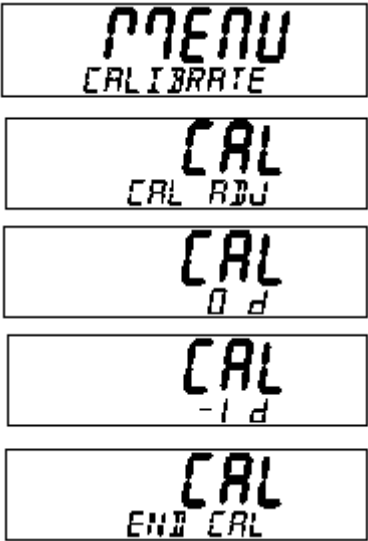 MENU
CALIBRATE
CAL
CAL ADJ
CAL
0 d
CAL
-1 d
CAL
END CAL